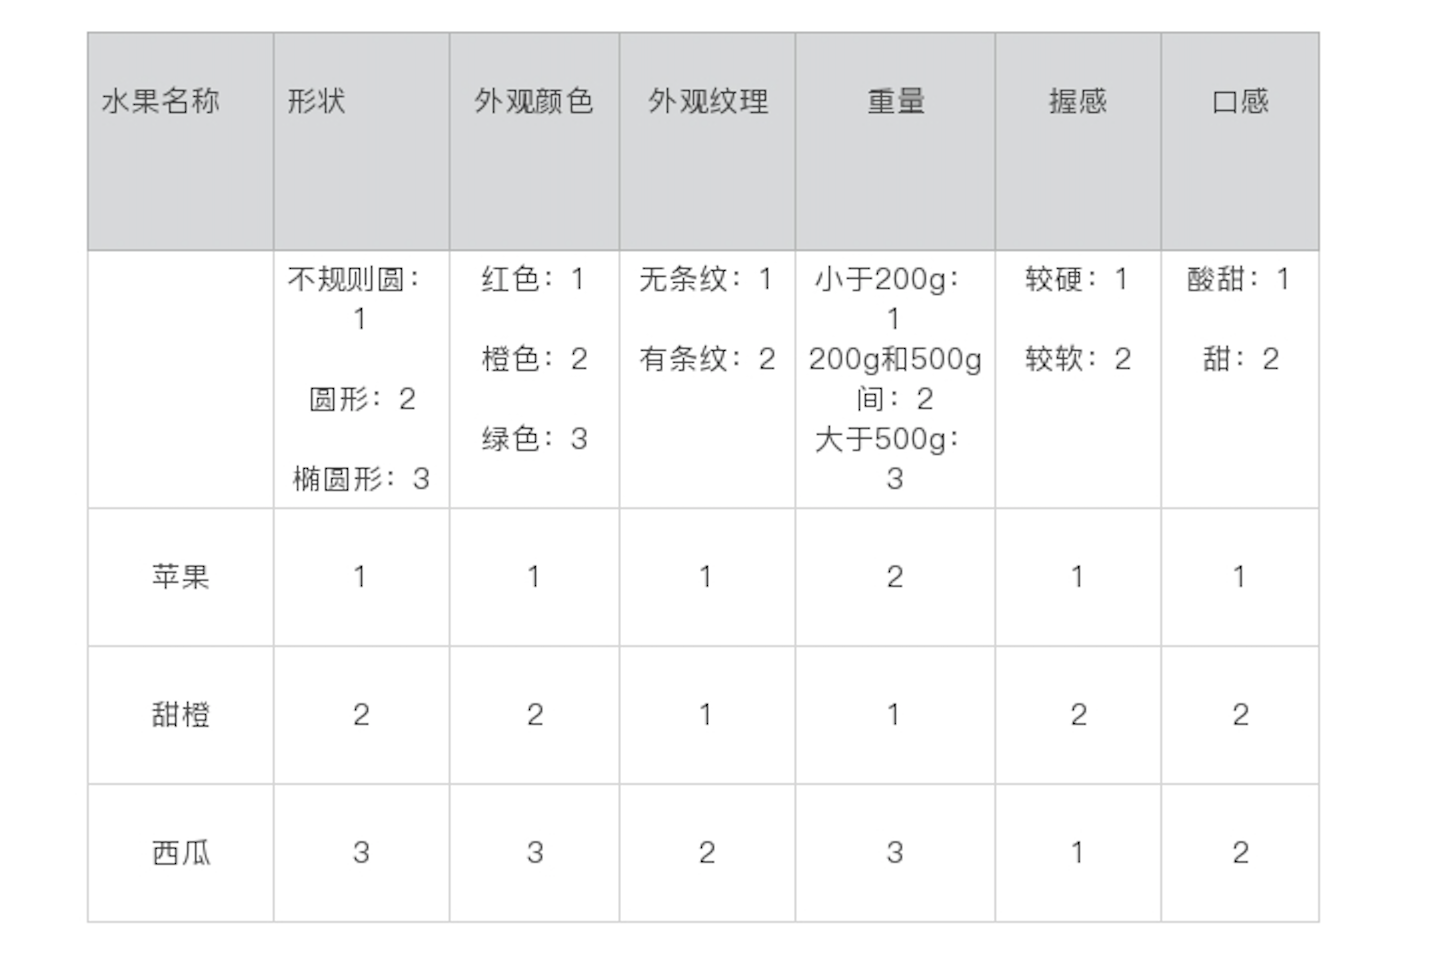 水果名称 形状 外观颜色 外观纹理 重量 握感 口感
不规则圆：
1
圆形：2
椭圆形：3
红色：1
橙色：2
绿色：3
无条纹：1
有条纹：2
小于200g：
1
200g和500g
间：2
大于500g：
3
较硬：1
较软：2
酸甜：1
甜：2
苹果 1 1 1 2 1 1
甜橙 2 2 1 1 2 2
西瓜 3 3 2 3 1 2